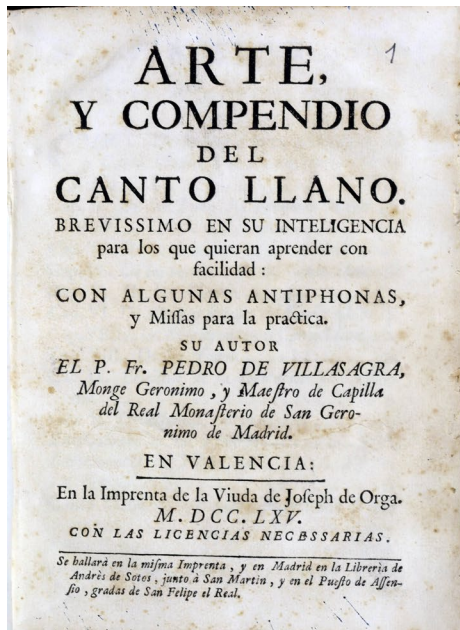 1
ARTE,
Y COMPENDIO
DEL
CANTO LLANO.
BREVISSIMO EN SU INTELIGENCIA
para los que quieran aprender con
facilidad :
CON ALGUNAS ANTIPHONAS,
y Miſſas para la practica.
SU AUTOR
EL P. Fr. PEDRO DE VILLASAGRA,
Monge Geronimo , y Maeſtro de Capilla
del Real Monaſterio de San Gero-
nimo de Madrid.
EN VALENCIA:
En la Imprenta de la Viuda de Joſeph de Orga.
M. DCC. LXV.
CON LAS LICENCIAS NECESSARIAS.
Se hallarà en la miſma Imprenta , y en Madrid en la Libreria de
Andrès de Sotos , junto à San Martin , y en el Pueſto de Aſſen-
ſio , gradas de San Felipe el Real.